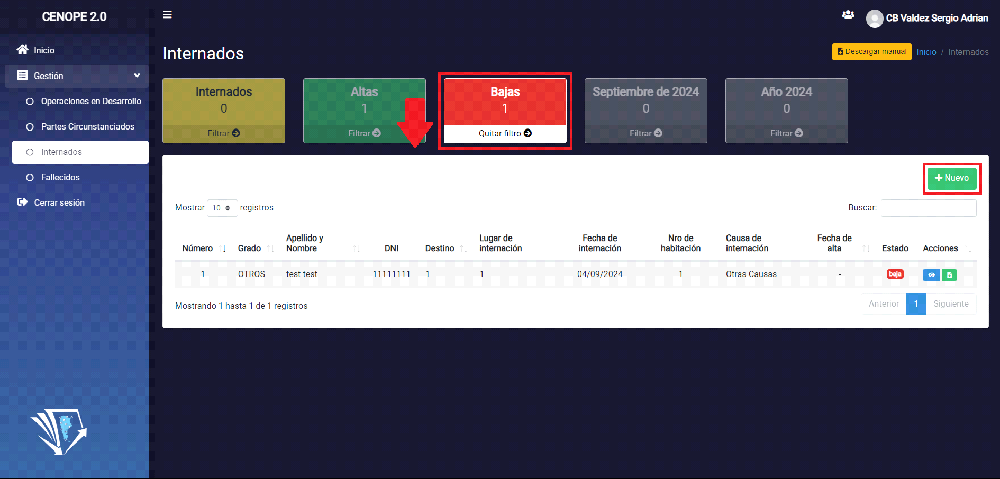 CENOPE 2.0
CB Valdez Sergio Adrian
Inicio
Gestión
Operaciones en Desarrollo
Partes Circunstanciados
Internados
Fallecidos
Cerrar sesión
Internados
Descargar manual
Inicio / Internados
Internados
0
Filtrar
Altas
1
Filtrar
Bajas
1
Quitar filtro
Septiembre de 2024
0
Filtrar
Año 2024
0
Filtrar
Nuevo
Mostrar 10 registros
Buscar:
Número Grado Apellido y Nombre DNI Destino Lugar de internación Fecha de internación Nro de habitación Causa de internación Fecha de alta Estado Acciones
1 OTROS test test 11111111 1 1 04/09/2024 1 Otras Causas - baja
Mostrando 1 hasta 1 de 1 registros
Anterior 1 Siguiente